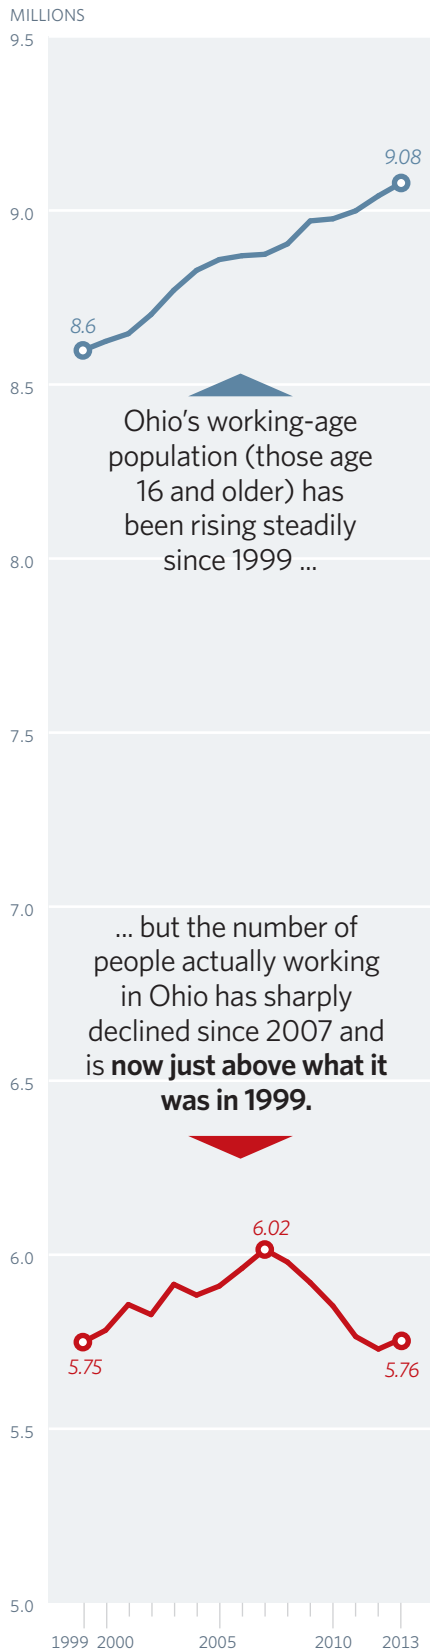 MILLIONS
9.5
9.08
9.0
8.6
8.5
Ohio’s working-age
population (those age
16 and older) has
been rising steadily
since 1999 ...
8.0
7.5
7.0
... but the number of
people actually working
in Ohio has sharply
declined since 2007 and
is now just above what it
was in 1999.
6.5
6.02
6.0
5.75
5.76
5.5
5.0
1999 2000 2005 2010 2013